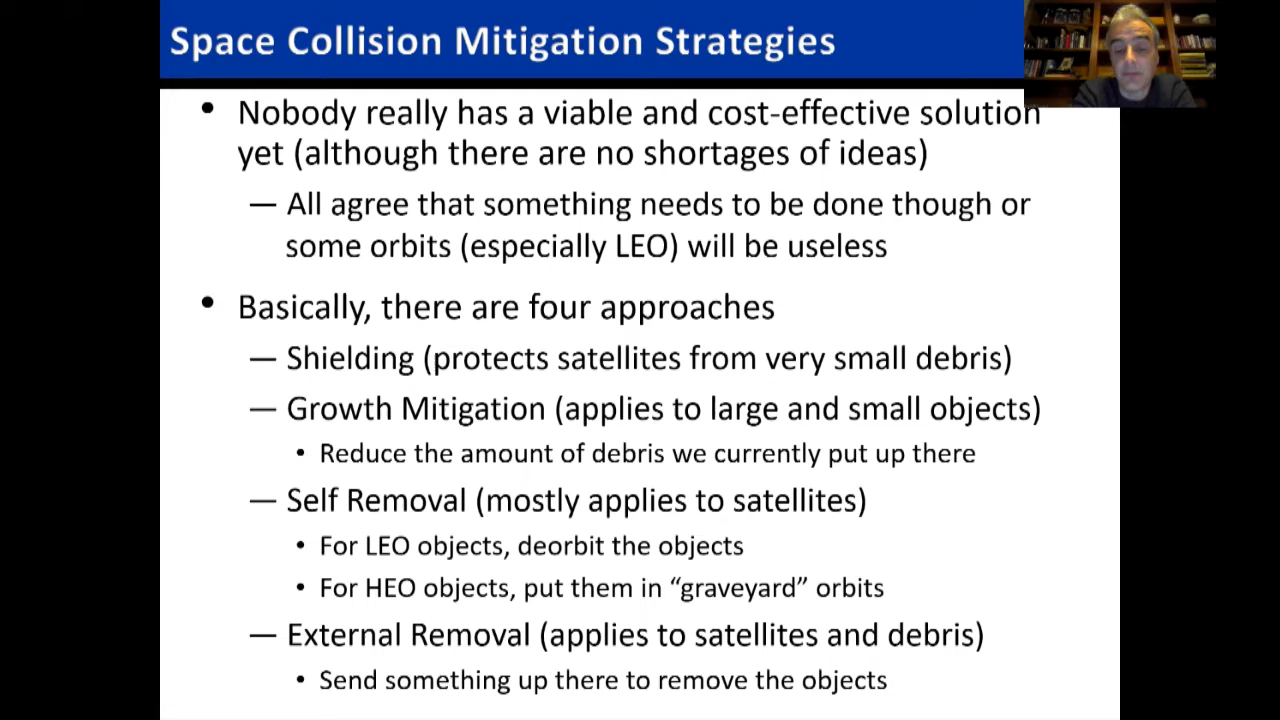 Space Collision Mitigation Strategies
• Nobody really has a viable and cost-effective solution
yet (although there are no shortages of ideas)
— All agree that something needs to be done though or
some orbits (especially LEO) will be useless
• Basically, there are four approaches
— Shielding (protects satellites from very small debris)
— Growth Mitigation (applies to large and small objects)
• Reduce the amount of debris we currently put up there
— Self Removal (mostly applies to satellites)
• For LEO objects, deorbit the objects
• For HEO objects, put them in “graveyard” orbits
— External Removal (applies to satellites and debris)
• Send something up there to remove the objects